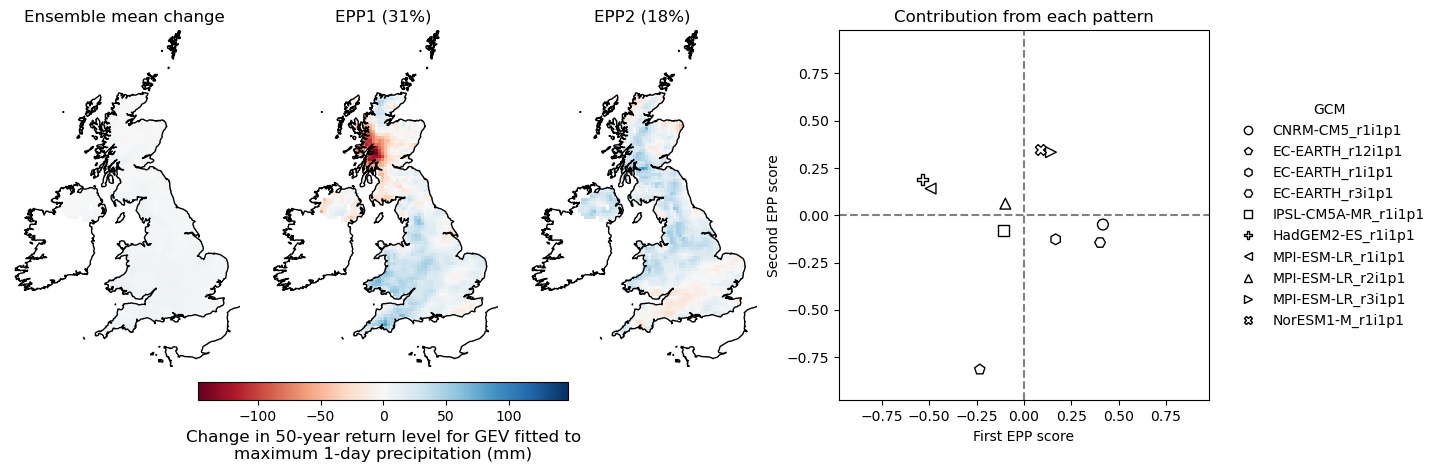 Ensemble mean change
EPP1 (31%)
EPP2 (18%)
−100
−50
0
50
100
Change in 50-year return level for GEV fitted to
maximum 1-day precipitation (mm)
Contribution from each pattern
Second EPP score
0.75
0.50
0.25
0.00
−0.25
−0.50
−0.75
−0.75
−0.50
−0.25
0.00
0.25
0.50
0.75
First EPP score
GCM
CNRM-CM5_r1i1p1
EC-EARTH_r12i1p1
EC-EARTH_r1i1p1
EC-EARTH_r3i1p1
IPSL-CM5A-MR_r1i1p1
HadGEM2-ES_r1i1p1
MPI-ESM-LR_r1i1p1
MPI-ESM-LR_r2i1p1
MPI-ESM-LR_r3i1p1
NorESM1-M_r1i1p1